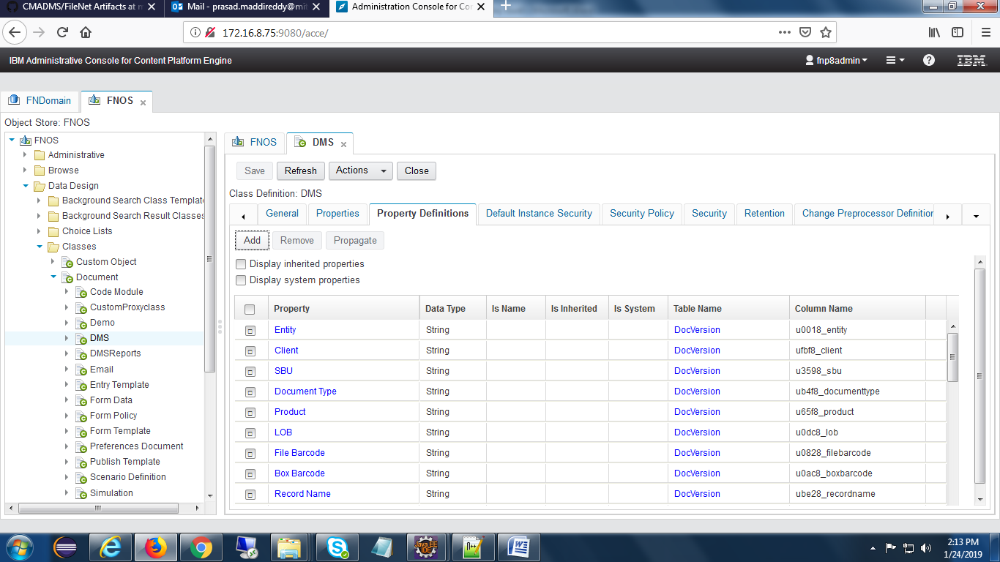 CMADMS/FileNet Artifacts at m
Mail - prasad.maddireddy@mit
Administration Console for Con
172.16.8.75:9080/acce/
IBM Administrative Console for Content Platform Engine
fnp8admin
IBM
FNDomain
FNOS
Object Store: FNOS
FNOS
Administrative
Browse
Data Design
Background Search Class Templat
Background Search Result Classes
Choice Lists
Classes
Custom Object
Document
Code Module
CustomProxyclass
Demo
DMS
DMSReports
Email
Entry Template
Form Data
Form Policy
Form Template
Preferences Document
Publish Template
Scenario Definition
Simulation
FNOS DMS
Save Refresh Actions Close
Class Definition: DMS
General Properties Property Definitions Default Instance Security Security Policy Security Retention Change Preprocessor Definition
Add Remove Propagate
Display inherited properties
Display system properties
Property Data Type Is Name Is Inherited Is System Table Name Column Name
Entity String DocVersion u0018_entity
Client String DocVersion ufbf8_client
SBU String DocVersion u3598_sbu
Document Type String DocVersion ub4f8_documenttype
Product String DocVersion u65f8_product
LOB String DocVersion u0dc8_lob
File Barcode String DocVersion u0828_filebarcode
Box Barcode String DocVersion u0ac8_boxbarcode
Record Name String DocVersion ube28_recordname
Java EE
IDE
2:13 PM
1/24/2019